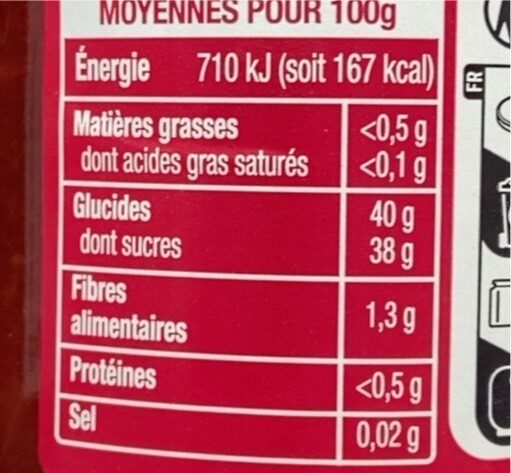 MOYENNES POUR 100g
Énergie 710 kJ (soit 167 kcal)
Matières grasses <0,5 g
dont acides gras saturés <0,1 g
Glucides 40 g
dont sucres 38 g
Fibres
alimentaires 1,3 g
Protéines <0,5 g
Sel 0,02 g
FR